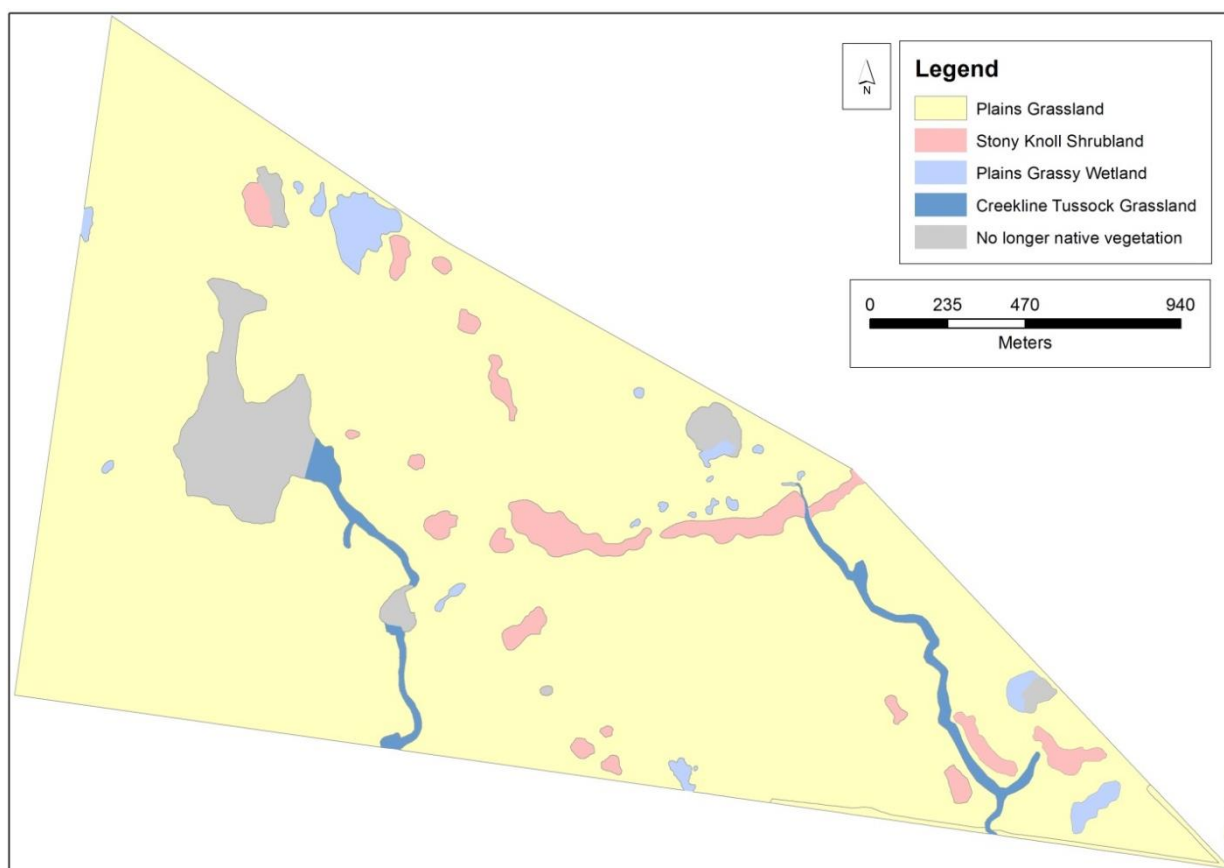 N
Legend
Plains Grassland
Stony Knoll Shrubland
Plains Grassy Wetland
Creekline Tussock Grassland
No longer native vegetation
0 235 470 940
Meters